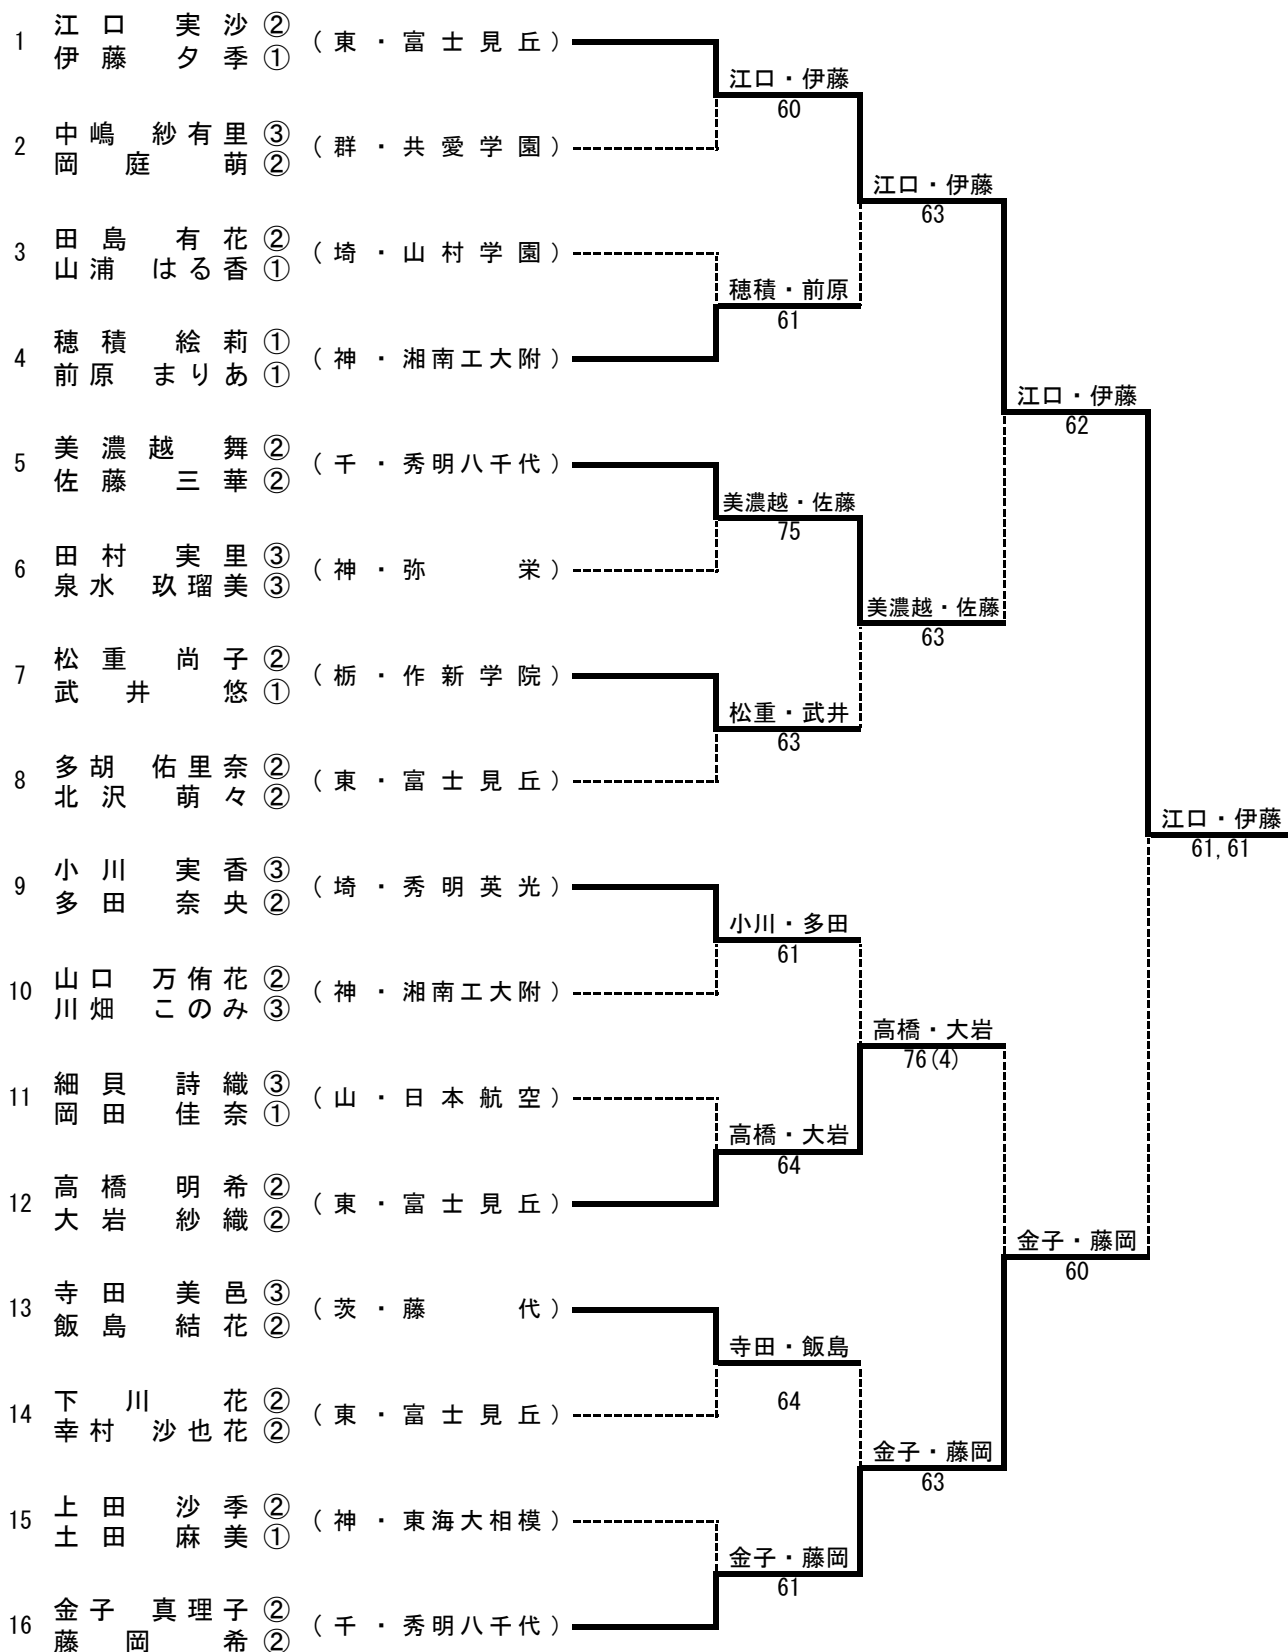 1 江口 実沙② (東・富士見丘)
伊藤 夕季①
江口・伊藤
60
2 中嶋 紗有里③ (群・共愛学園)
岡庭 萌②
江口・伊藤
63
3 田島 有花② (埼・山村学園)
山浦 はる香①
穂積・前原
61
4 穂積 絵莉① (神・湘南工大附)
前原 まりあ①
江口・伊藤
62
5 美濃越 舞② (千・秀明八千代)
佐藤 三華②
美濃越・佐藤
75
6 田村 実里③ (神・弥栄)
泉水 玖瑠美③
美濃越・佐藤
63
7 松重 尚子② (栃・作新学院)
武井 悠①
松重・武井
63
8 多胡 佑里奈② (東・富士見丘)
北沢 萌々②
江口・伊藤
61,61
9 小川 実香③ (埼・秀明英光)
多田 奈央②
小川・多田
61
10 山口 万侑花② (神・湘南工大附)
川畑 このみ③
高橋・大岩
76(4)
11 細貝 詩織③ (山・日本航空)
岡田 佳奈①
高橋・大岩
64
12 高橋 明希② (東・富士見丘)
大岩 紗織②
金子・藤岡
60
13 寺田 美邑③ (茨・藤代)
飯島 結花②
寺田・飯島
64
14 下川 花② (東・富士見丘)
幸村 沙也花②
金子・藤岡
63
15 上田 沙季② (神・東海大相模)
土田 麻美①
金子・藤岡
61
16 金子 真理子② (千・秀明八千代)
藤岡 希②